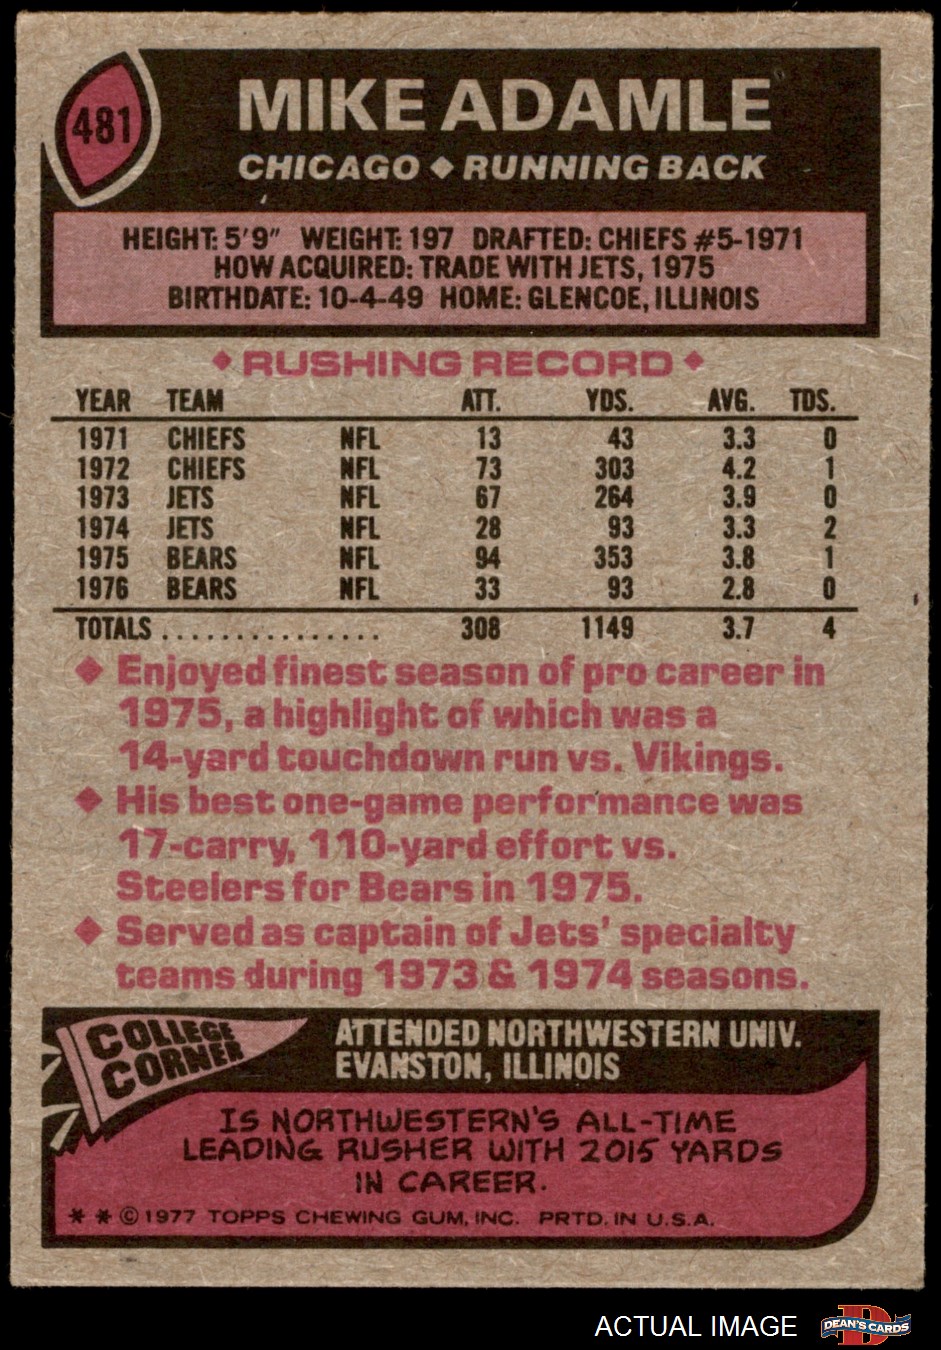 481
MIKE ADAMLE
CHICAGO ◆ RUNNING BACK
HEIGHT: 5'9" WEIGHT: 197 DRAFTED: CHIEFS #5-1971
HOW ACQUIRED: TRADE WITH JETS, 1975
BIRTHDATE: 10-4-49 HOME: GLENCOE, ILLINOIS
◆ RUSHING RECORD ◆
YEAR TEAM ATT. YDS. AVG. TDS.
1971 CHIEFS NFL 13 43 3.3 0
1972 CHIEFS NFL 73 303 4.2 1
1973 JETS NFL 67 264 3.9 0
1974 JETS NFL 28 93 3.3 2
1975 BEARS NFL 94 353 3.8 1
1976 BEARS NFL 33 93 2.8 0
TOTALS ............... 308 1149 3.7 4
◆ Enjoyed finest season of pro career in
1975, a highlight of which was a
14-yard touchdown run vs. Vikings.
◆ His best one-game performance was
17-carry, 110-yard effort vs.
Steelers for Bears in 1975.
◆ Served as captain of Jets' specialty
teams during 1973 & 1974 seasons.
COLLEGE
CORNER
ATTENDED NORTHWESTERN UNIV.
EVANSTON, ILLINOIS
IS NORTHWESTERN'S ALL-TIME
LEADING RUSHER WITH 2015 YARDS
IN CAREER.
* * © 1977 TOPPS CHEWING GUM, INC. PRTD. IN U.S.A.
ACTUAL IMAGE
D
DEAN'S CARDS